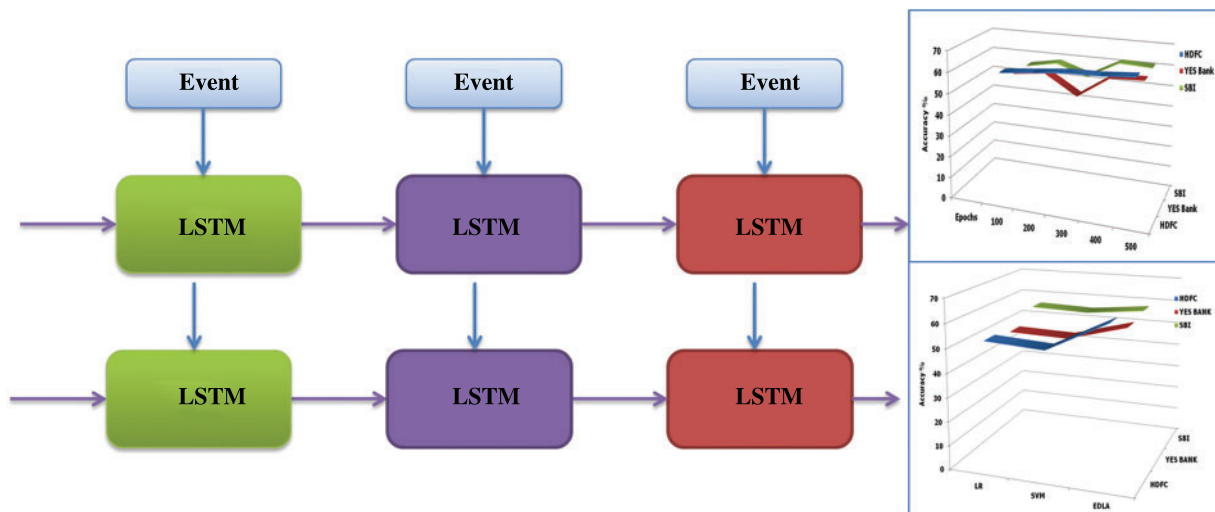 Event
Event
Event
LSTM
LSTM
LSTM
LSTM
LSTM
LSTM
70
60
50
40
30
20
10
0
Accuracy %
Epochs
100
200
300
400
500
HDFC
YES Bank
SBI
SBI
YES Bank
HDFC
70
60
50
40
30
20
10
0
Accuracy %
LR
SVM
EDLA
HDFC
YES BANK
SBI
SBI
YES BANK
HDFC